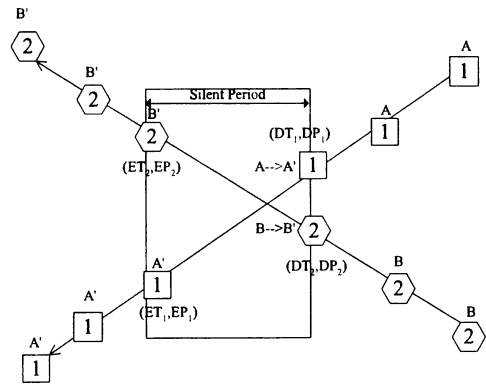 B'
2
A
1
B'
2
Silent Period
A
1
B'
2
(DT1,DP1)
(ET2,EP2)
A-->A'
1
B-->B'
2
(DT2,DP2)
A'
1
B
2
(ET1,EP1)
A'
1
B
2
A'
1